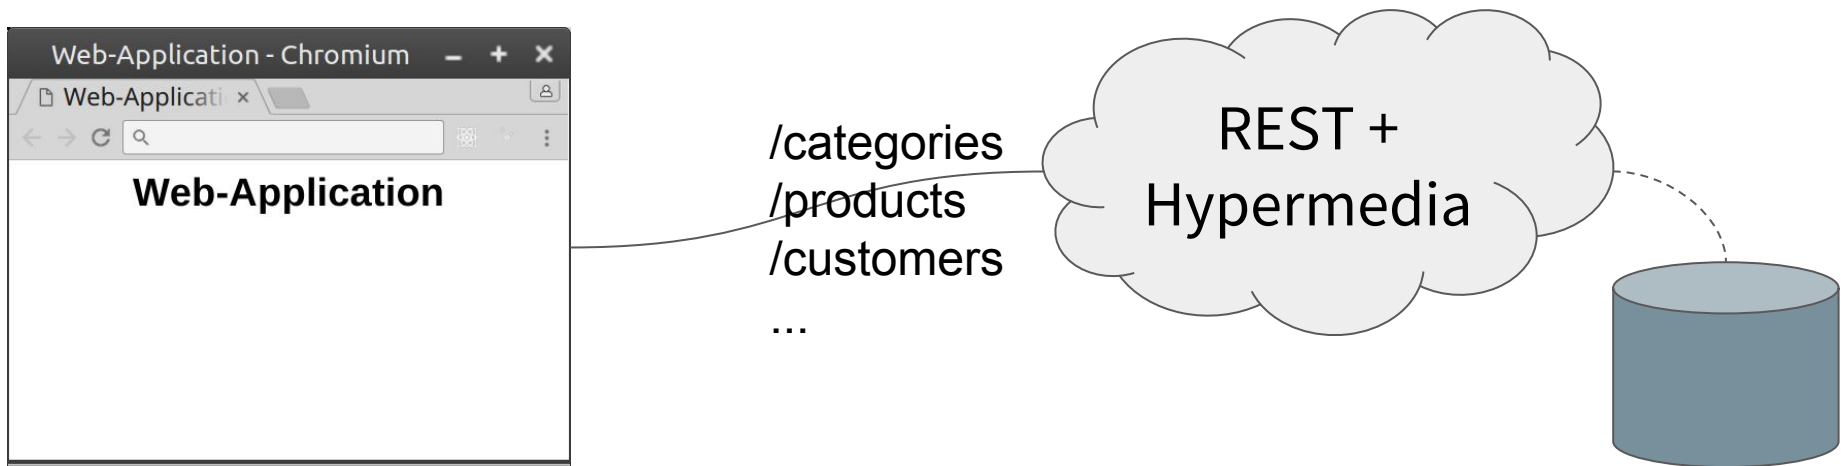 Web-Application - Chromium
Web-Applicati
Web-Application
/categories
/products
/customers
...
REST +
Hypermedia